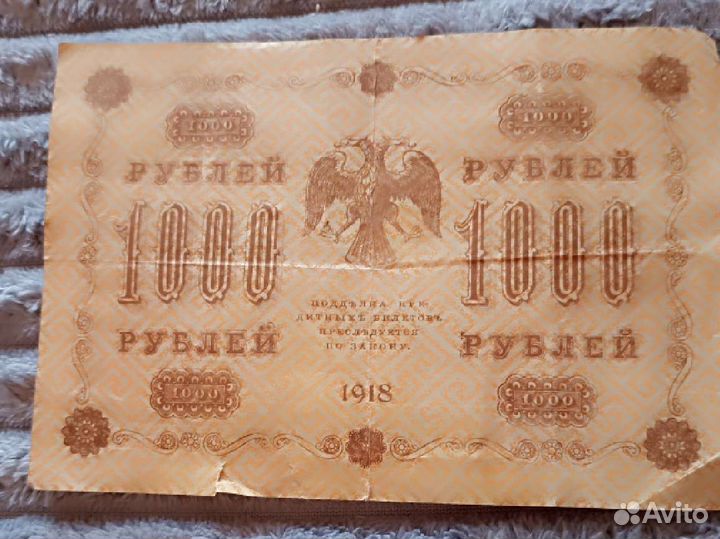 1000 1000
РУБЛЕЙ РУБЛЕЙ
1000 1000
ПОДДѢЛКА КРЕ-
ДИТНЫХЪ БИЛЕТОВЪ
ПРЕСЛѢДУЕТСЯ
ПО ЗАКОНУ.
РУБЛЕЙ РУБЛЕЙ
1000 1918 1000
Avito